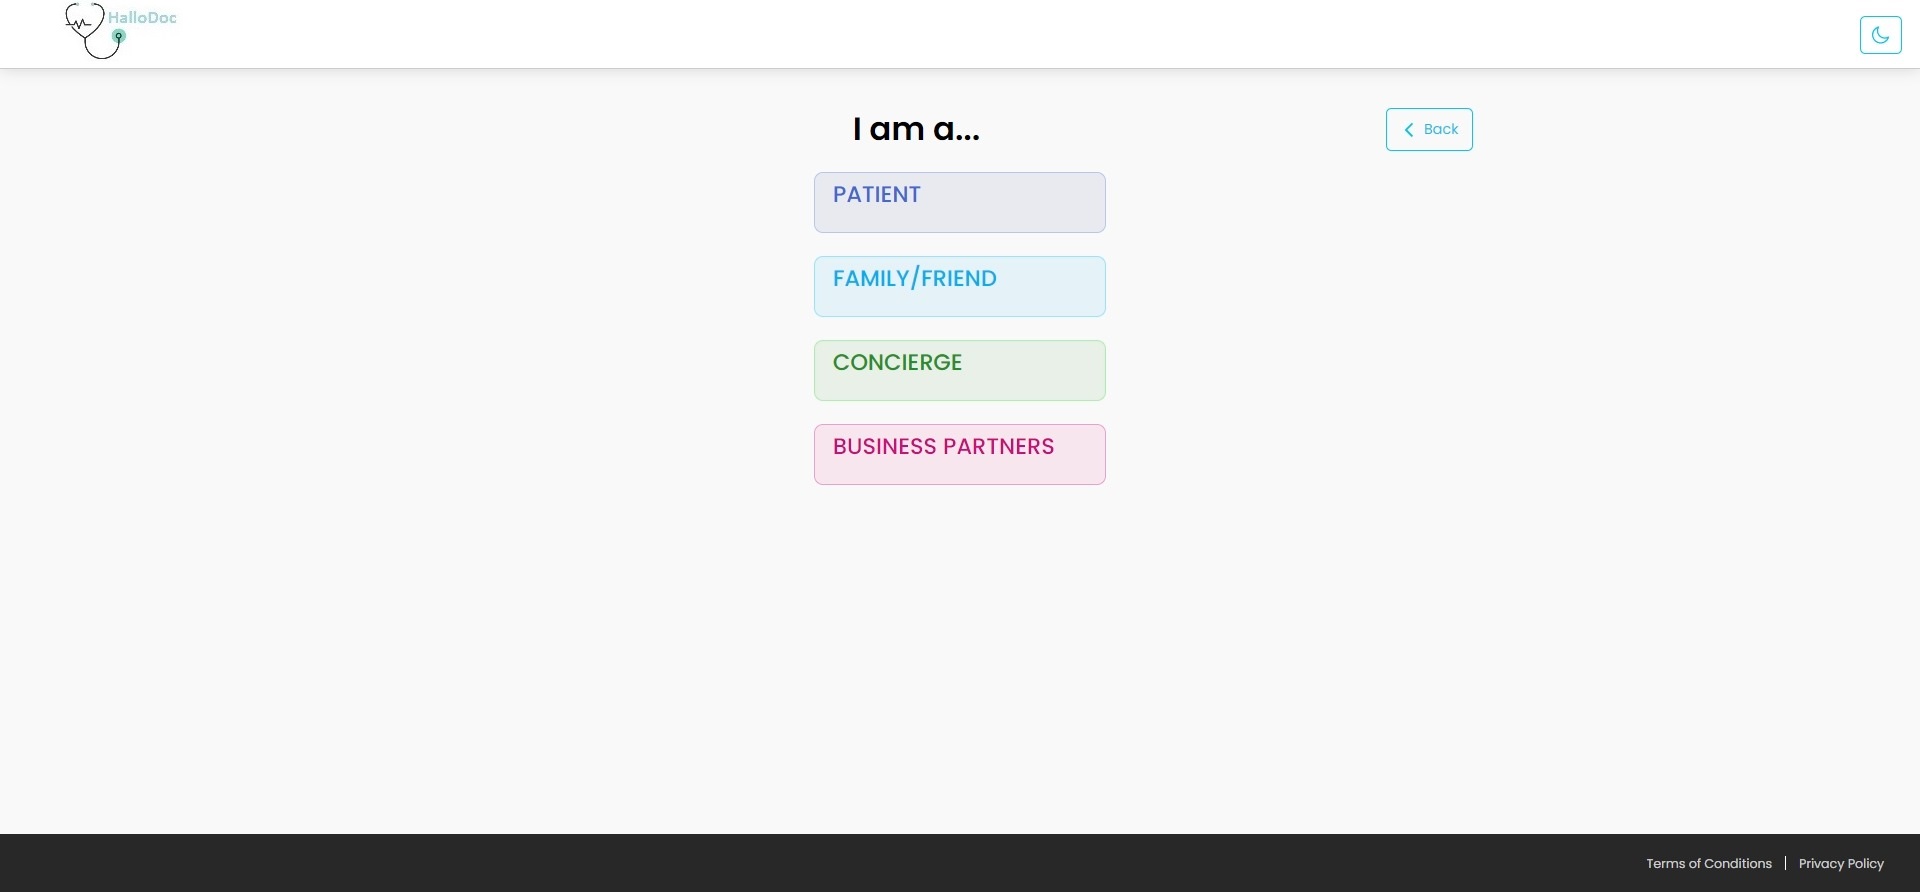 HalloDoc
I am a...
Back
PATIENT
FAMILY/FRIEND
CONCIERGE
BUSINESS PARTNERS
Terms of Conditions | Privacy Policy